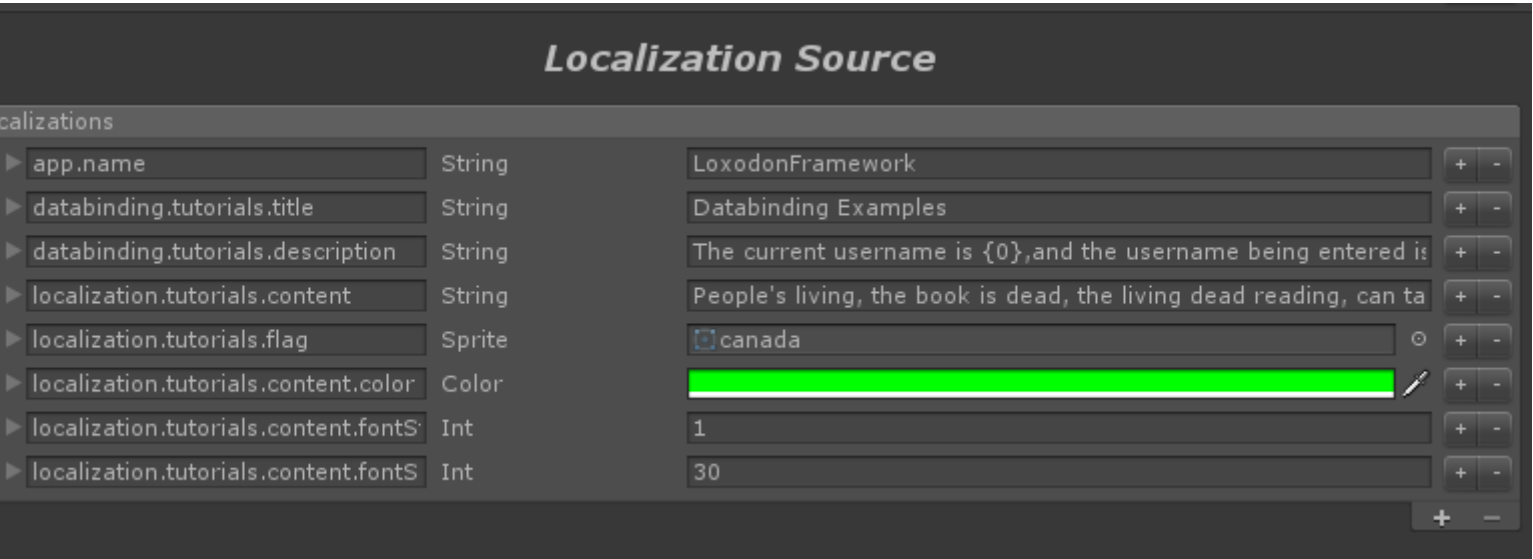 Localization Source
calizations
app.name String LoxodonFramework + -
databinding.tutorials.title String Databinding Examples + -
databinding.tutorials.description String The current username is {0},and the username being entered is + -
localization.tutorials.content String People's living, the book is dead, the living dead reading, can ta + -
localization.tutorials.flag Sprite canada + -
localization.tutorials.content.color Color + -
localization.tutorials.content.fontS Int 1 + -
localization.tutorials.content.fontS Int 30 + -
+ −